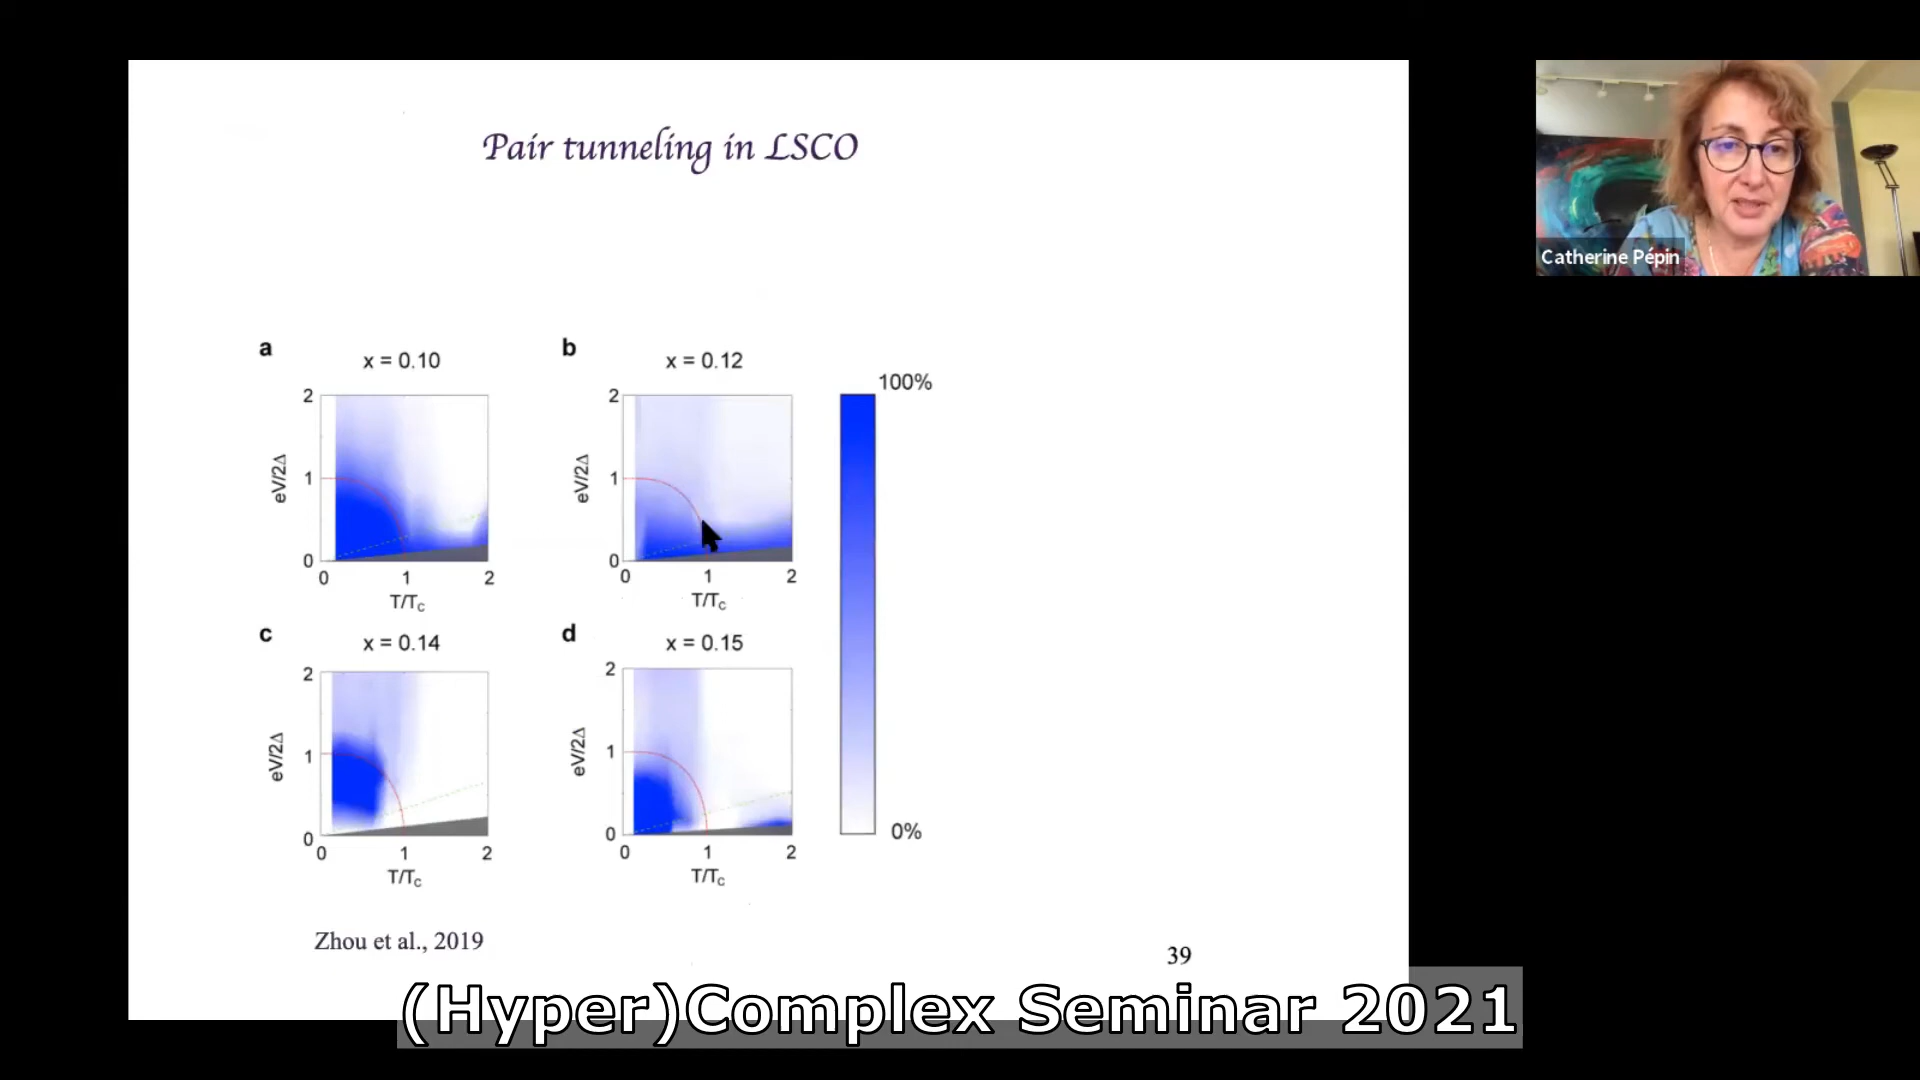 Pair tunneling in LSCO
Catherine Pépin
a
x = 0.10
2
1
0
eV/2Δ
0 1 2
T/Tc
b
x = 0.12
2
1
0
eV/2Δ
0 1 2
T/Tc
100%
0%
c
x = 0.14
2
1
0
eV/2Δ
0 1 2
T/Tc
d
x = 0.15
2
1
0
eV/2Δ
0 1 2
T/Tc
Zhou et al., 2019
39
(Hyper)Complex Seminar 2021